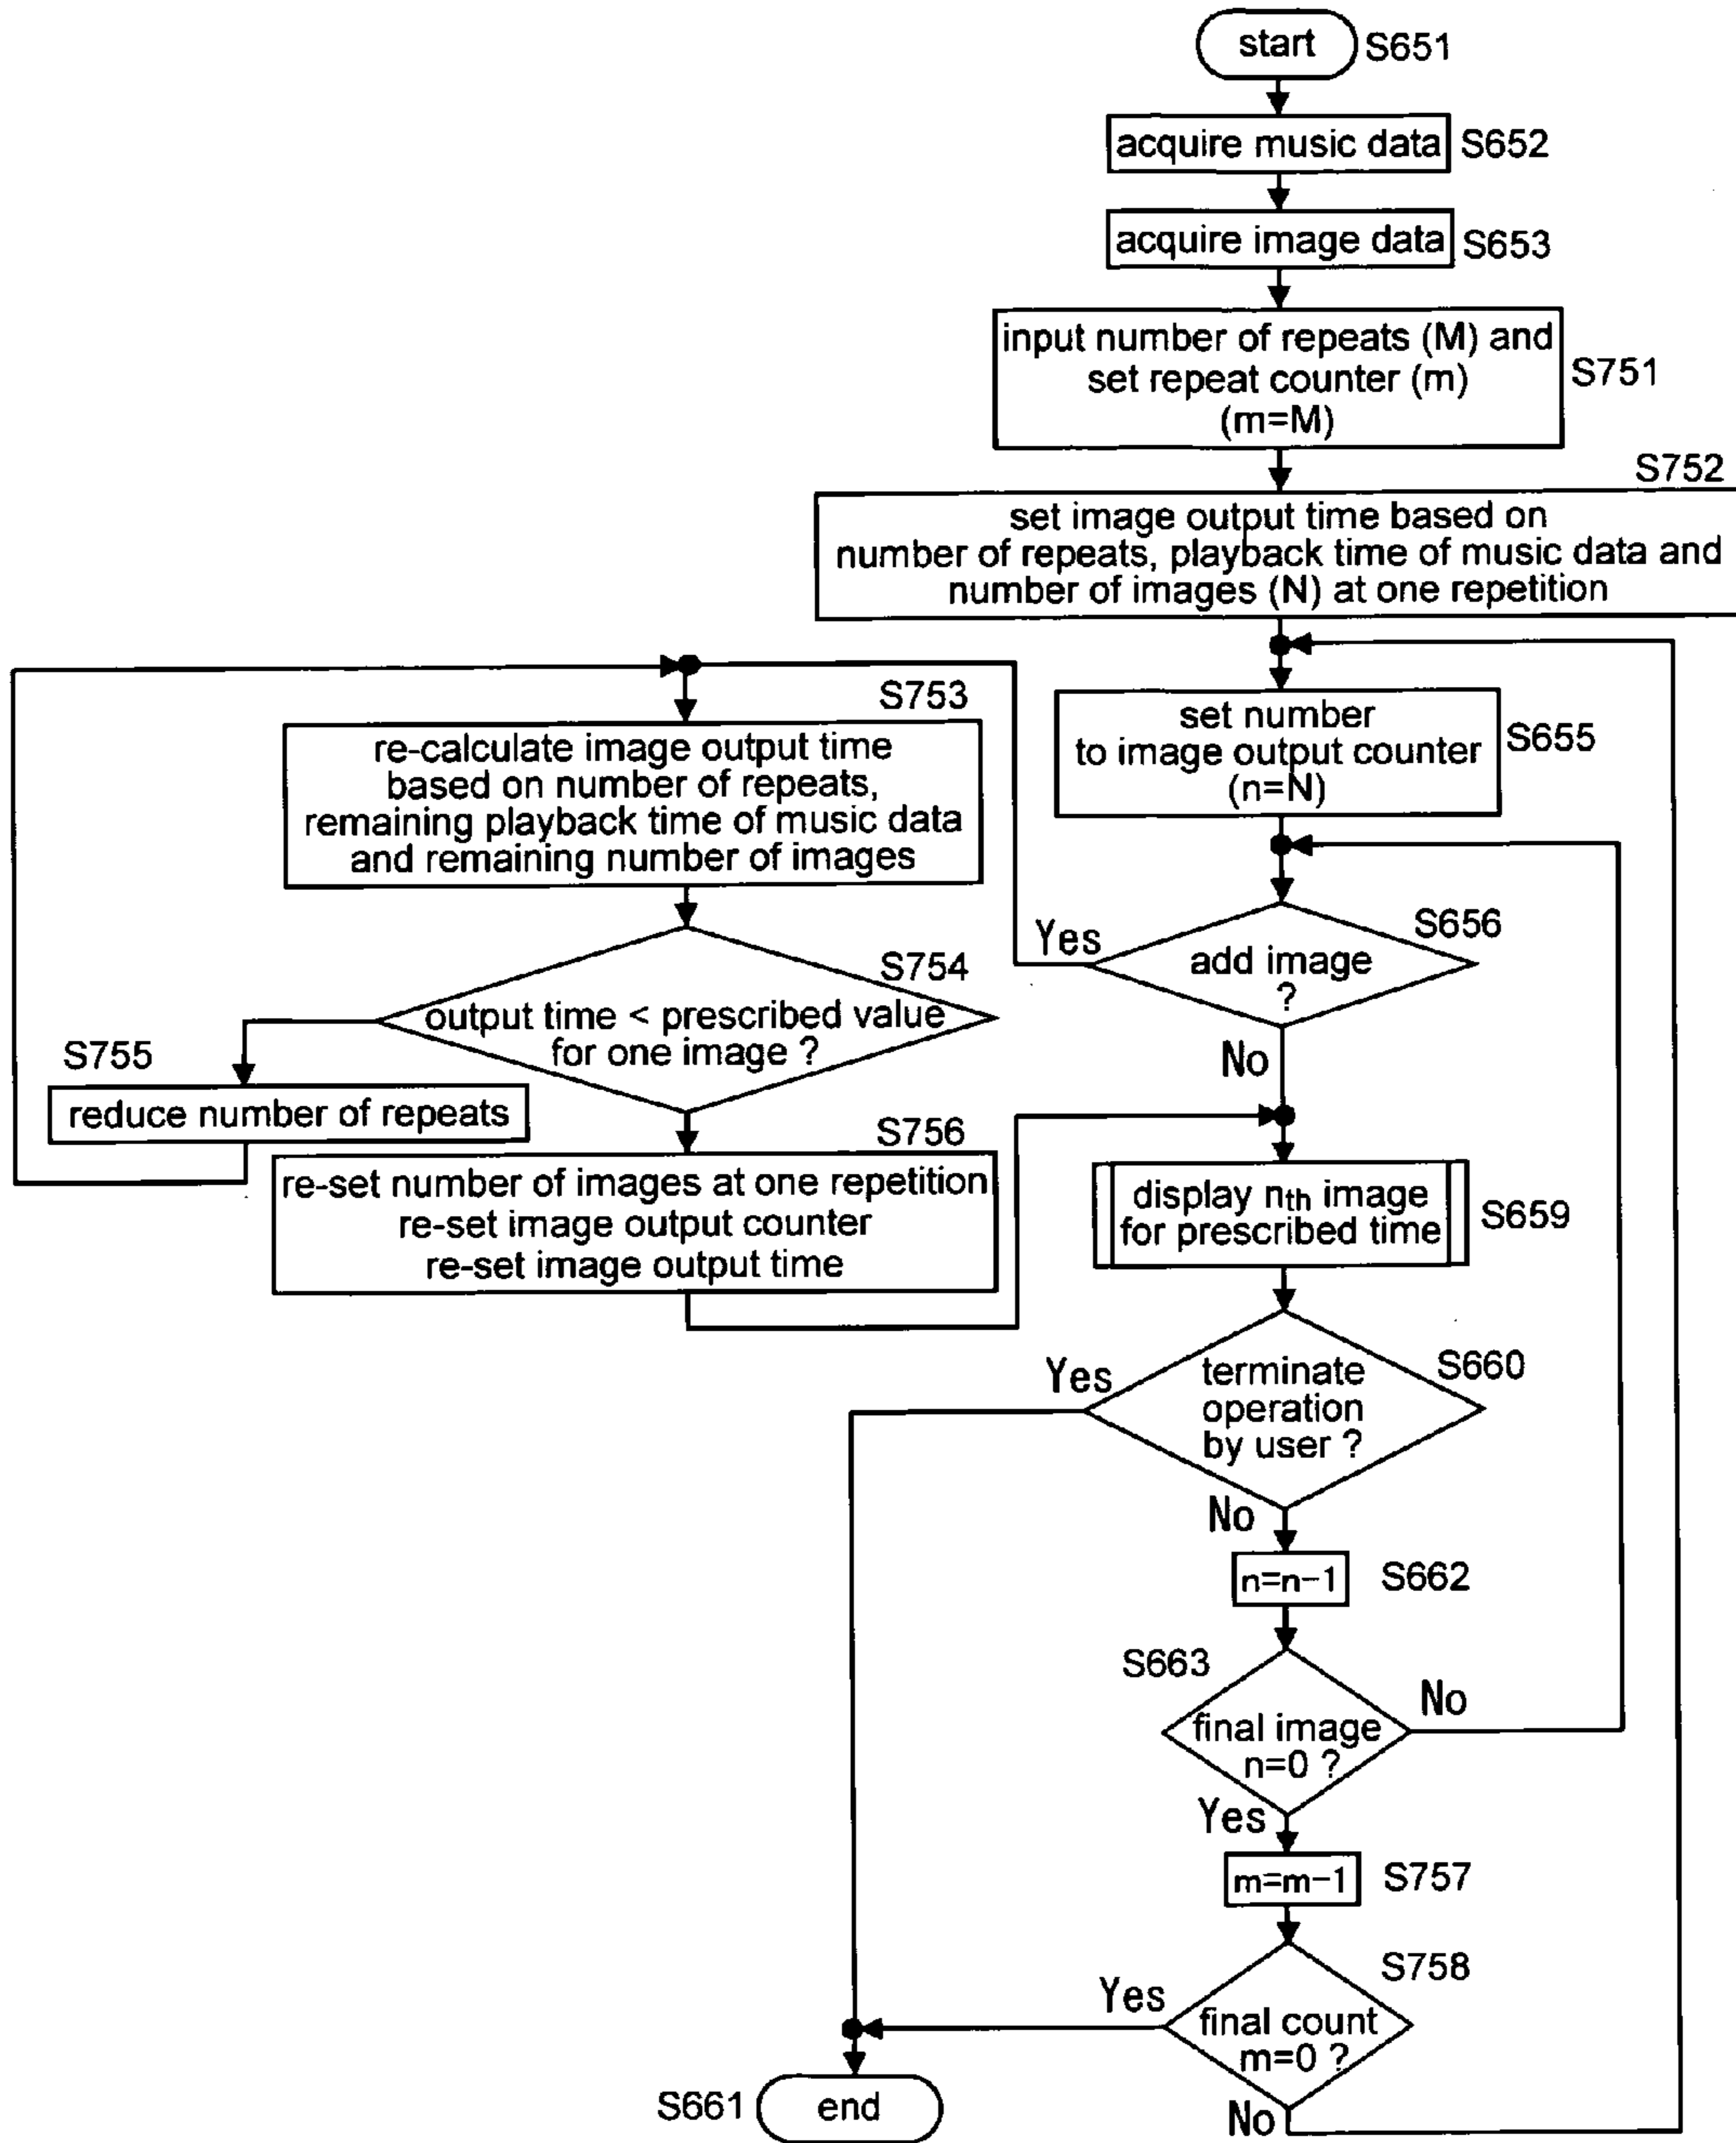 start
S651
acquire music data
S652
acquire image data
S653
input number of repeats (M) and
set repeat counter (m)
(m=M)
S751
S752
set image output time based on
number of repeats, playback time of music data and
number of images (N) at one repetition
S753
re-calculate image output time
based on number of repeats,
remaining playback time of music data
and remaining number of images
set number
to image output counter
(n=N)
S655
S656
Yes
add image
?
No
S754
output time < prescribed value
for one image ?
S755
reduce number of repeats
S756
re-set number of images at one repetition
re-set image output counter
re-set image output time
display nth image
for prescribed time
S659
S660
Yes
terminate
operation
by user ?
No
n=n-1
S662
S663
final image
n=0 ?
No
Yes
m=m-1
S757
S758
Yes
final count
m=0 ?
No
S661
end